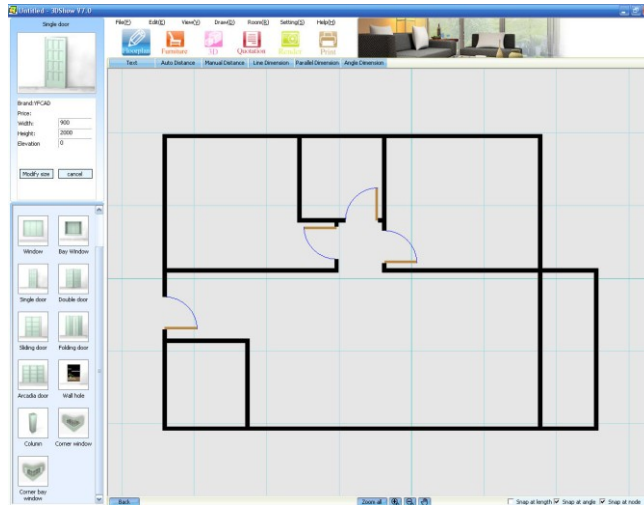 Untitled - 3DShow V7.0
Single door
File(F) Edit(E) View(V) Draw(D) Room(R) Setting(S) Help(H)
Floorplan Furniture 3D Quotation Render Print
Text Auto Distance Manual Distance Line Dimension Parallel Dimension Angle Dimension
Brand:YFCAD
Price:
Width: 900
Height: 2000
Elevation 0
Modify size cancel
Window Bay Window
Single door Double door
Sliding door Folding door
Arcadia door Wall hole
Column Corner window
Corner bay
window
Back Zoom all Snap at length Snap at angle Snap at node